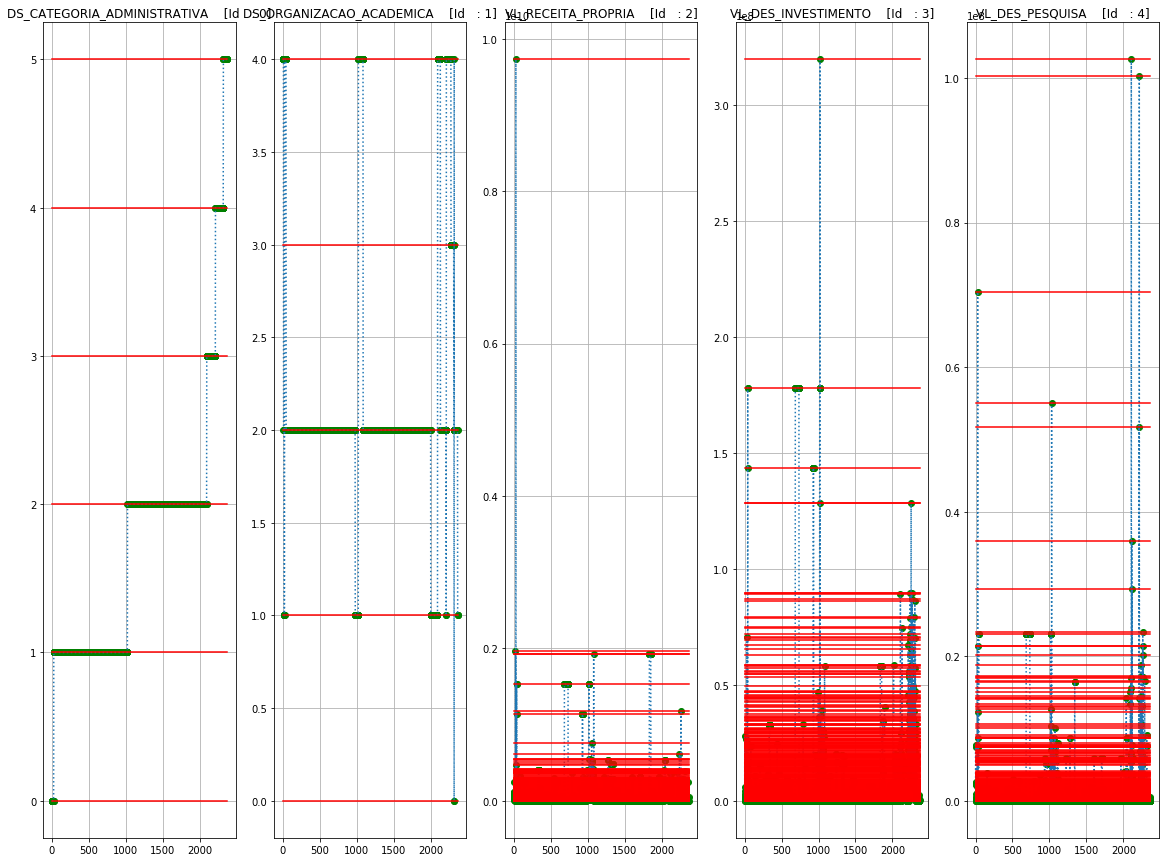 DS_CATEGORIA_ADMINISTRATIVA [Id : 0]
DS_ORGANIZACAO_ACADEMICA [Id : 1]
VL_RECEITA_PROPRIA [Id : 2]
VL_DES_INVESTIMENTO [Id : 3]
VL_DES_PESQUISA [Id : 4]
1e10
1e8
1e8
5
4
3
2
1
0
0 500 1000 1500 2000
4.0
3.5
3.0
2.5
2.0
1.5
1.0
0.5
0.0
0 500 1000 1500 2000
1.0
0.8
0.6
0.4
0.2
0.0
0 500 1000 1500 2000
3.5
3.0
2.5
2.0
1.5
1.0
0.5
0.0
0 500 1000 1500 2000
1.0
0.8
0.6
0.4
0.2
0.0
0 500 1000 1500 2000